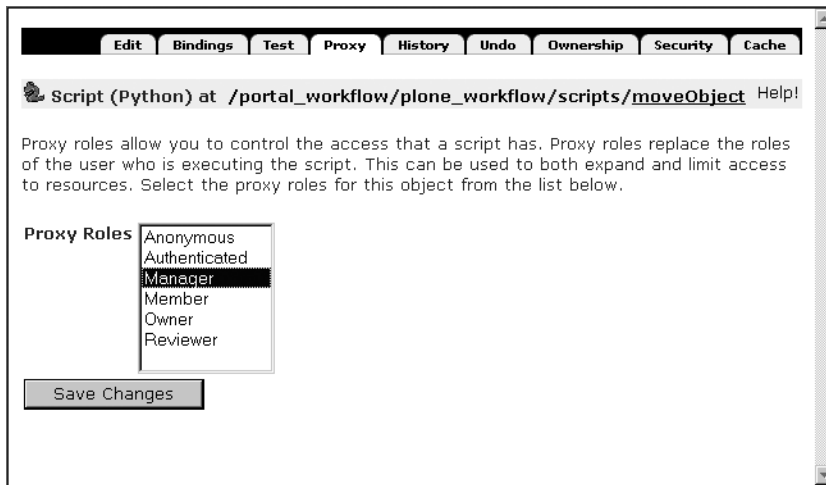 Edit Bindings Test Proxy History Undo Ownership Security Cache
Script (Python) at /portal_workflow/plone_workflow/scripts/moveObject Help!
Proxy roles allow you to control the access that a script has. Proxy roles replace the roles
of the user who is executing the script. This can be used to both expand and limit access
to resources. Select the proxy roles for this object from the list below.
Proxy Roles
Anonymous
Authenticated
Manager
Member
Owner
Reviewer
Save Changes